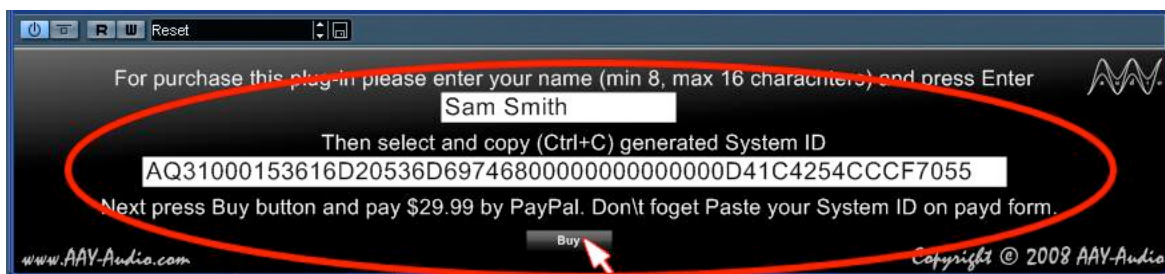 R W Reset
For purchase this plug-in please enter your name (min 8, max 16 charachters) and press Enter
Sam Smith
Then select and copy (Ctrl+C) generated System ID
AQ31000153616D20536D69746800000000000000D41C4254CCCF7055
Next press Buy button and pay $29.99 by PayPal. Don\t foget Paste your System ID on payd form.
Buy
www.AAY-Audio.com
Copyright © 2008 AAY-Audio